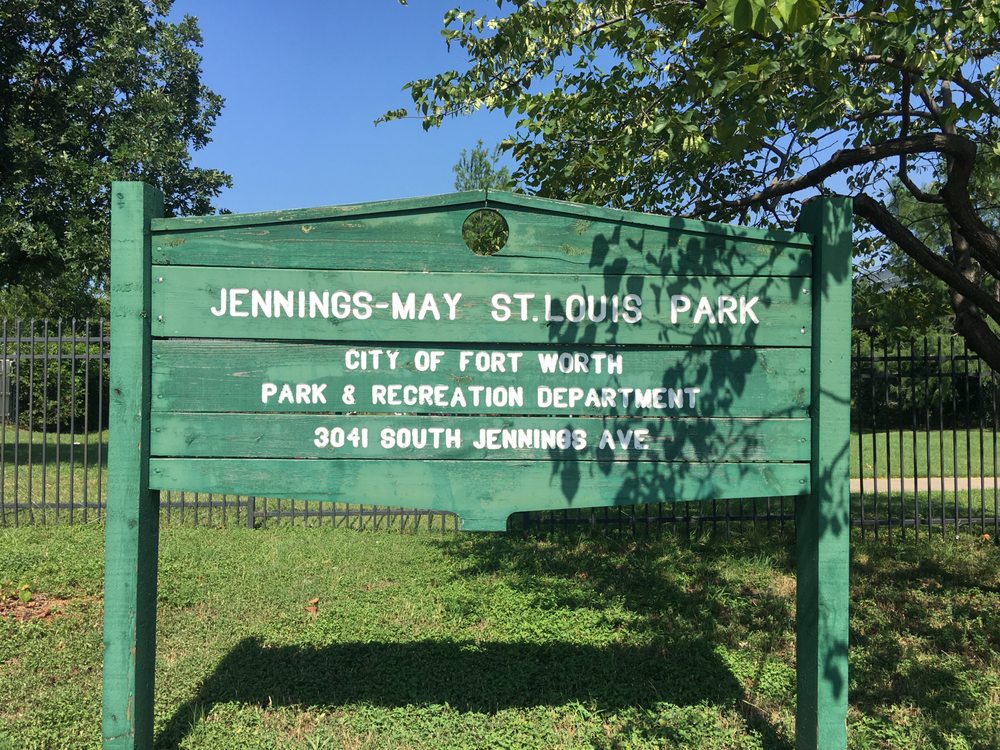 JENNINGS-MAY ST. LOUIS PARK
CITY OF FORT WORTH
PARK & RECREATION DEPARTMENT
3041 SOUTH JENNINGS AVE